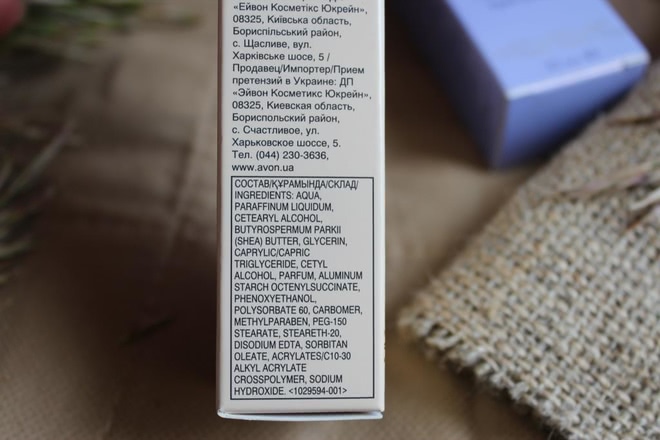 «Ейвон Косметікс Юкрейн»,
08325, Київська область,
Бориспільський район,
с. Щасливе, вул.
Харківське шосе, 5 /
Продавец/Импортер/Прием
претензий в Украине: ДП
«Эйвон Косметикс Юкрейн»,
08325, Киевская область,
Бориспольский район,
с. Счастливое, ул.
Харьковское шоссе, 5.
Тел. (044) 230-3636,
www.avon.ua
СОСТАВ/ҚҰРАМЫНДА/СКЛАД/
INGREDIENTS: AQUA,
PARAFFINUM LIQUIDUM,
CETEARYL ALCOHOL,
BUTYROSPERMUM PARKII
(SHEA) BUTTER, GLYCERIN,
CAPRYLIC/CAPRIC
TRIGLYCERIDE, CETYL
ALCOHOL, PARFUM, ALUMINUM
STARCH OCTENYLSUCCINATE,
PHENOXYETHANOL,
POLYSORBATE 60, CARBOMER,
METHYLPARABEN, PEG-150
STEARATE, STEARETH-20,
DISODIUM EDTA, SORBITAN
OLEATE, ACRYLATES/C10-30
ALKYL ACRYLATE
CROSSPOLYMER, SODIUM
HYDROXIDE. <1029594-001>